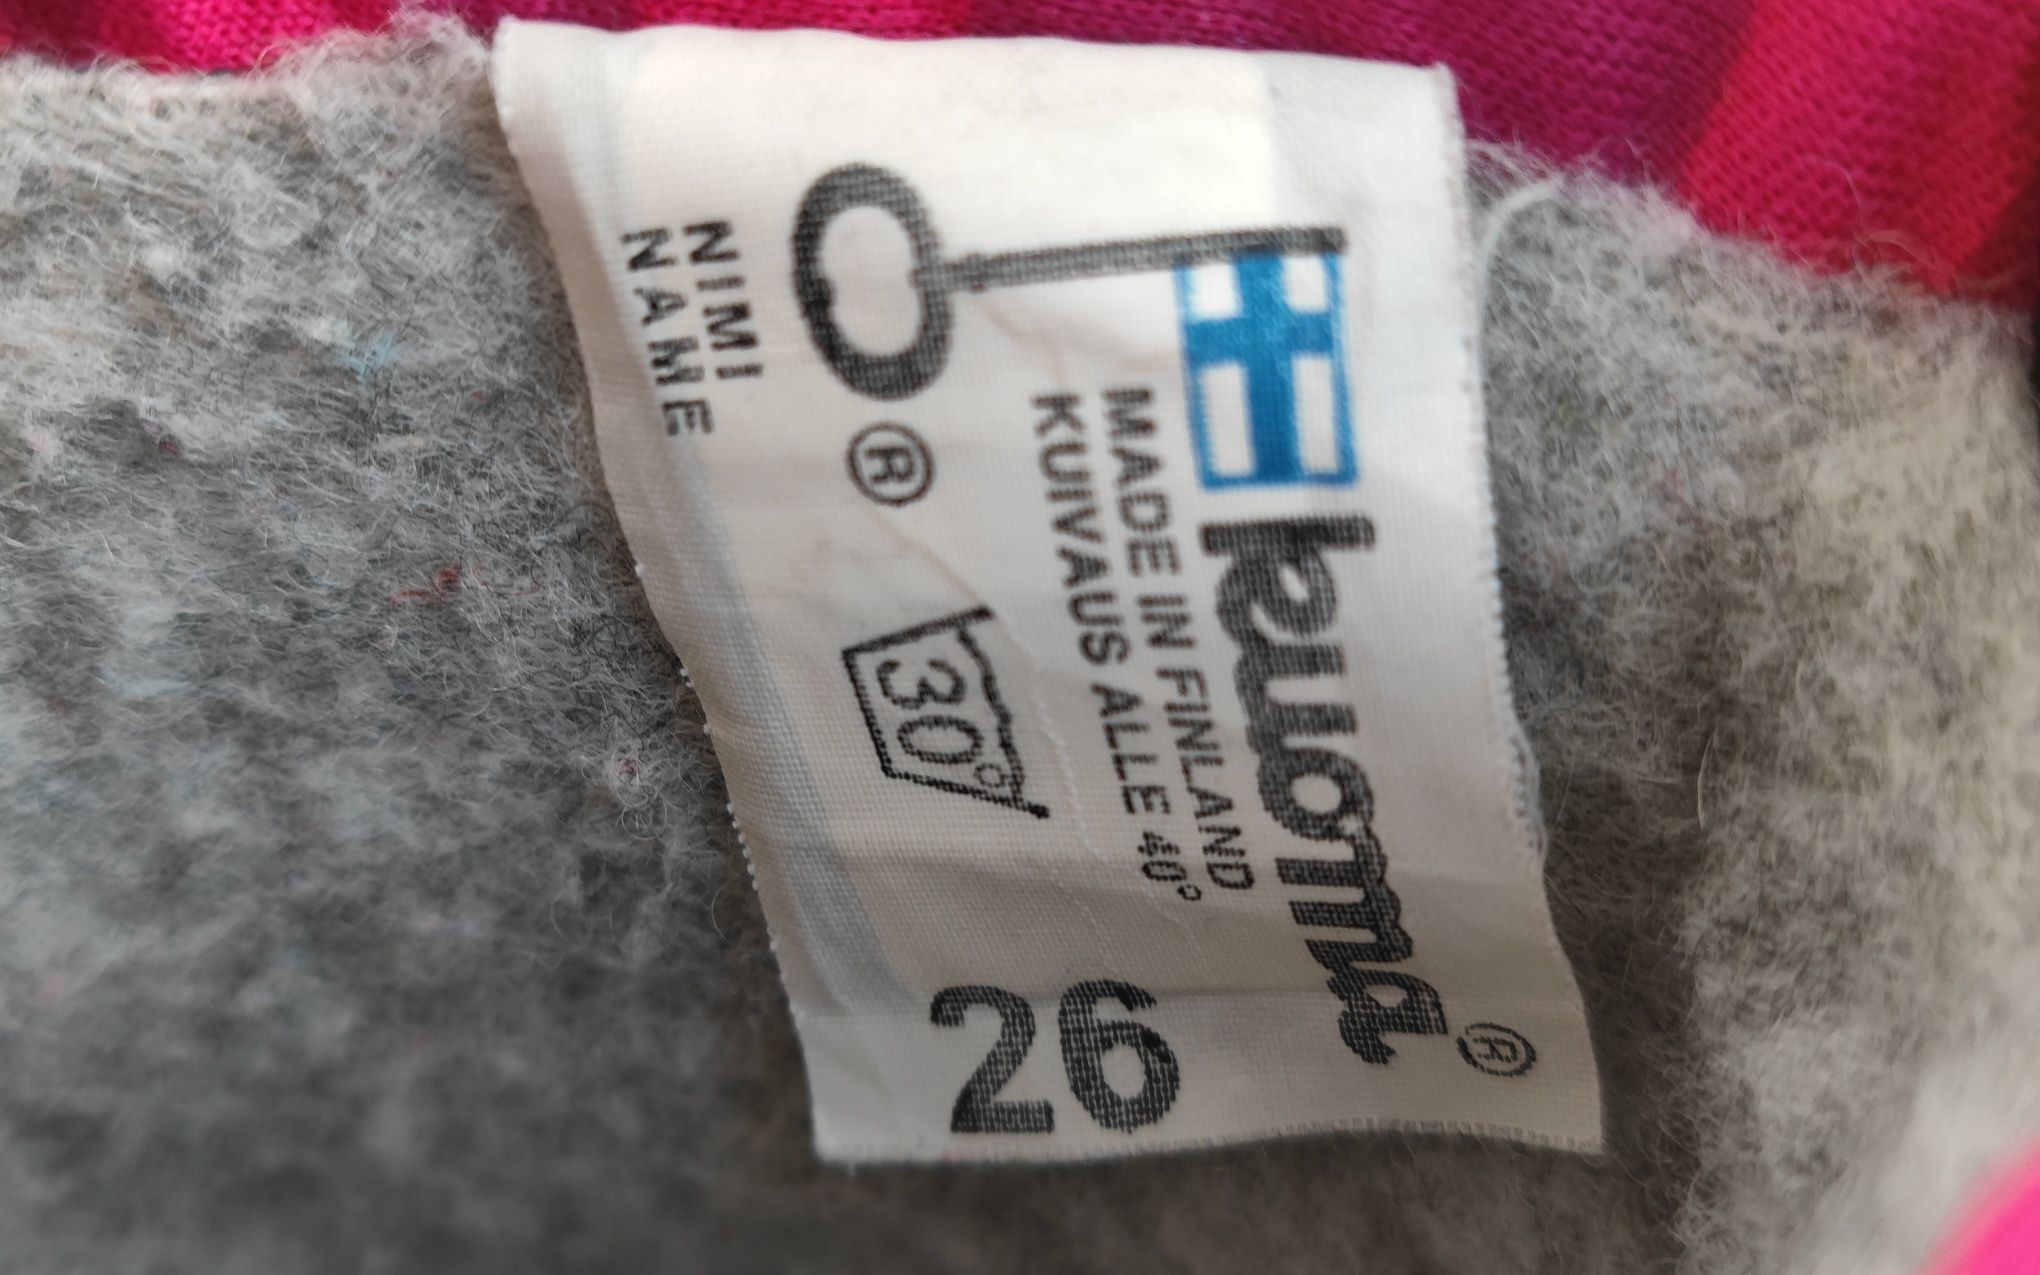 kuoma®
MADE IN FINLAND
KUIVAUS ALLE 40°
®
30°
26
NIMI
NAME